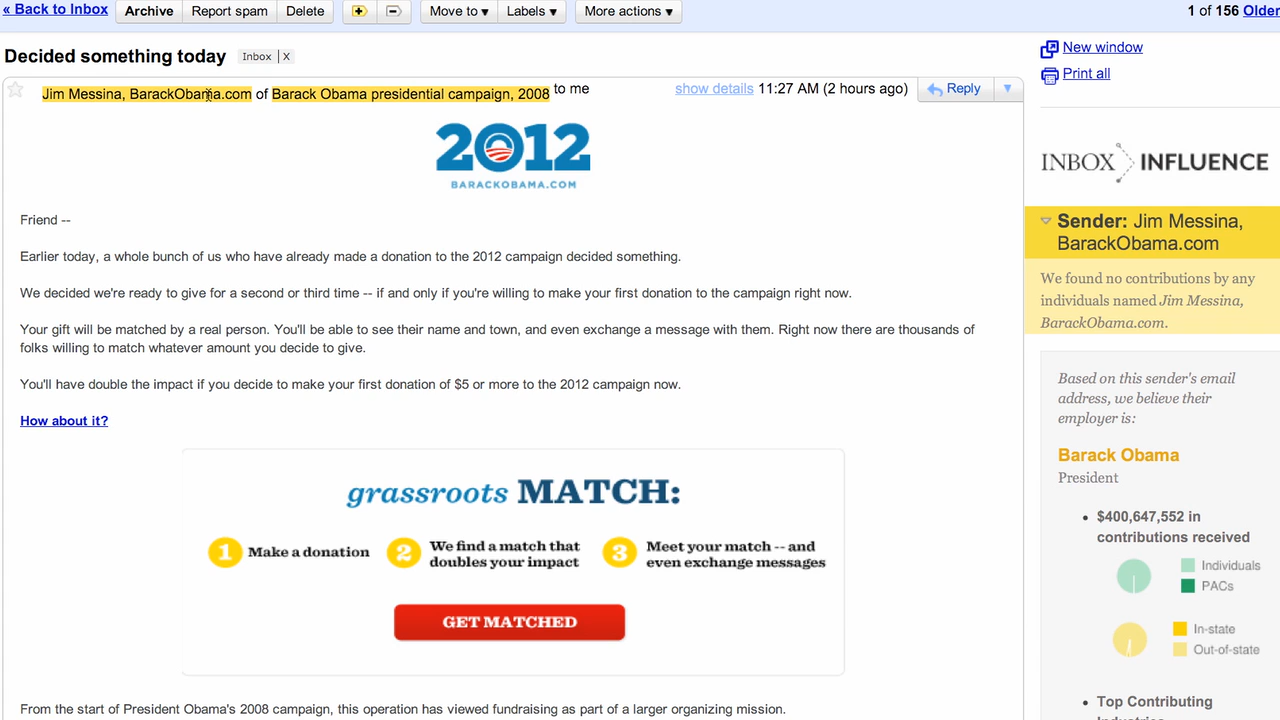 « Back to Inbox Archive Report spam Delete Move to ▾ Labels ▾ More actions ▾ 1 of 156 Older
Decided something today Inbox | X
Jim Messina, BarackObama.com of Barack Obama presidential campaign, 2008 to me show details 11:27 AM (2 hours ago) Reply
2012
BARACKOBAMA.COM
Friend --
Earlier today, a whole bunch of us who have already made a donation to the 2012 campaign decided something.
We decided we're ready to give for a second or third time -- if and only if you're willing to make your first donation to the campaign right now.
Your gift will be matched by a real person. You'll be able to see their name and town, and even exchange a message with them. Right now there are thousands of
folks willing to match whatever amount you decide to give.
You'll have double the impact if you decide to make your first donation of $5 or more to the 2012 campaign now.
How about it?
grassroots MATCH:
1 Make a donation
2 We find a match that
doubles your impact
3 Meet your match -- and
even exchange messages
GET MATCHED
From the start of President Obama's 2008 campaign, this operation has viewed fundraising as part of a larger organizing mission.
New window
Print all
INBOX INFLUENCE
Sender: Jim Messina,
BarackObama.com
We found no contributions by any
individuals named Jim Messina,
BarackObama.com.
Based on this sender's email
address, we believe their
employer is:
Barack Obama
President
• $400,647,552 in
contributions received
Individuals
PACs
In-state
Out-of-state
• Top Contributing
Industries